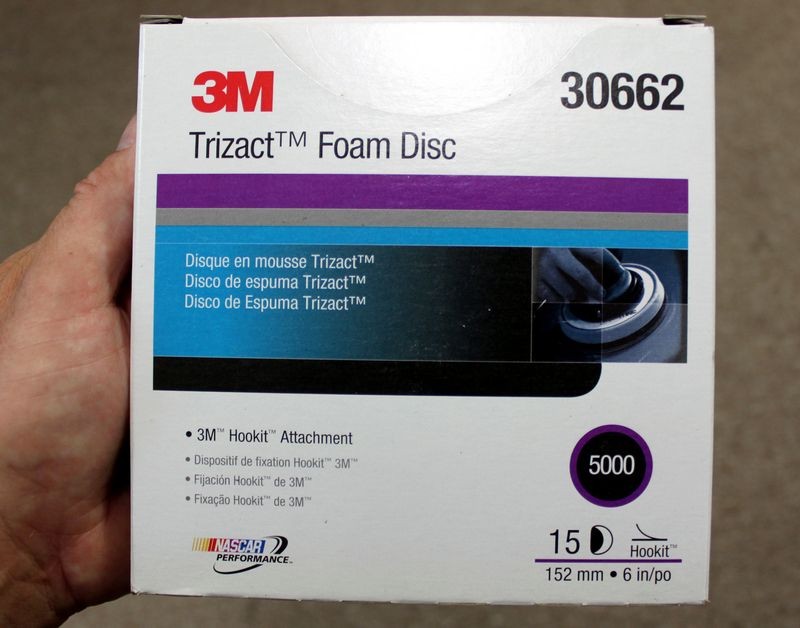 3M
30662
Trizact™ Foam Disc
Disque en mousse Trizact™
Disco de espuma Trizact™
Disco de Espuma Trizact™
• 3M™ Hookit™ Attachment
• Dispositif de fixation Hookit™ 3M™
• Fijación Hookit™ de 3M™
• Fixação Hookit™ de 3M™
5000
NASCAR
PERFORMANCE™
15
Hookit™
152 mm • 6 in/po